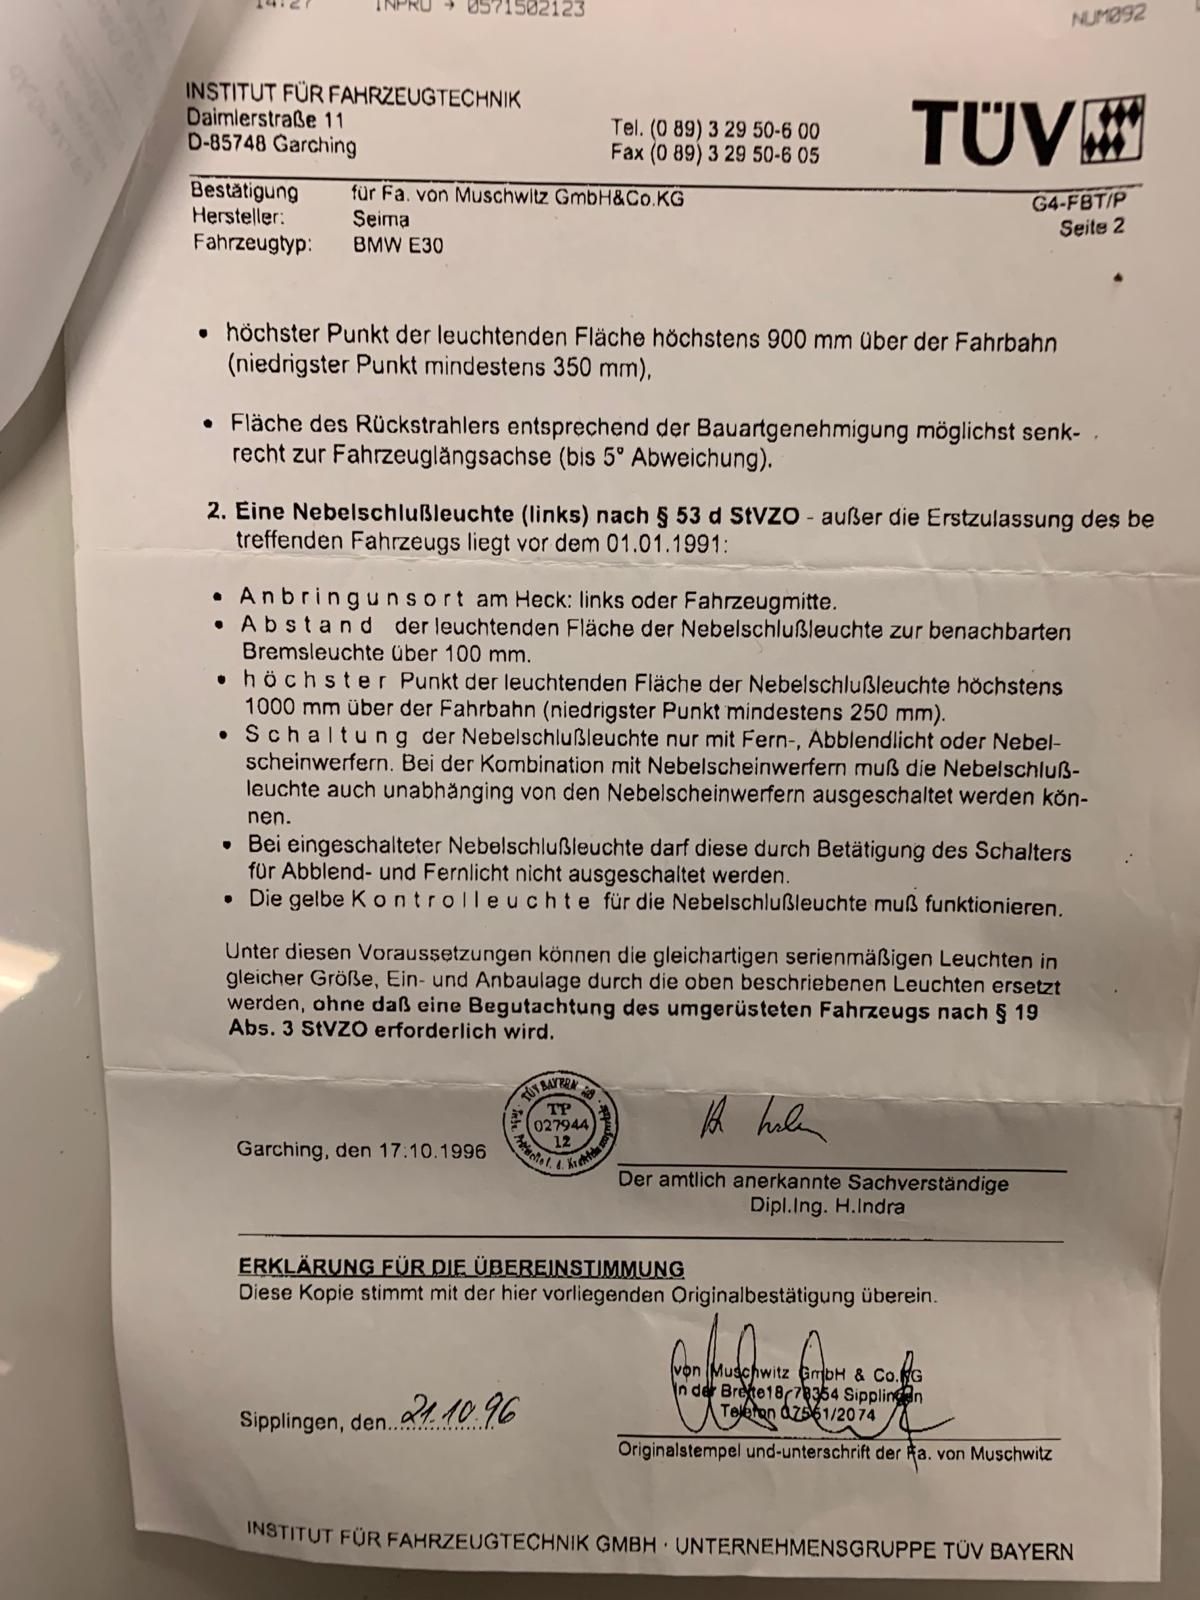 14:27 INPRO → 0571502123 NUM092
INSTITUT FÜR FAHRZEUGTECHNIK
Daimlerstraße 11
D-85748 Garching
Tel. (0 89) 3 29 50-6 00
Fax (0 89) 3 29 50-6 05
TÜV
Bestätigung für Fa. von Muschwitz GmbH&Co.KG G4-FBT/P
Hersteller: Seima Seite 2
Fahrzeugtyp: BMW E30
• höchster Punkt der leuchtenden Fläche höchstens 900 mm über der Fahrbahn
(niedrigster Punkt mindestens 350 mm),
• Fläche des Rückstrahlers entsprechend der Bauartgenehmigung möglichst senk-
recht zur Fahrzeuglängsachse (bis 5° Abweichung).
2. Eine Nebelschlußleuchte (links) nach § 53 d StVZO - außer die Erstzulassung des be
treffenden Fahrzeugs liegt vor dem 01.01.1991:
• Anbringunsort am Heck: links oder Fahrzeugmitte.
• Abstand der leuchtenden Fläche der Nebelschlußleuchte zur benachbarten
Bremsleuchte über 100 mm.
• höchster Punkt der leuchtenden Fläche der Nebelschlußleuchte höchstens
1000 mm über der Fahrbahn (niedrigster Punkt mindestens 250 mm).
• Schaltung der Nebelschlußleuchte nur mit Fern-, Abblendlicht oder Nebel-
scheinwerfern. Bei der Kombination mit Nebelscheinwerfern muß die Nebelschluß-
leuchte auch unabhänging von den Nebelscheinwerfern ausgeschaltet werden kön-
nen.
• Bei eingeschalteter Nebelschlußleuchte darf diese durch Betätigung des Schalters
für Abblend- und Fernlicht nicht ausgeschaltet werden.
• Die gelbe Kontrolleuchte für die Nebelschlußleuchte muß funktionieren.
Unter diesen Voraussetzungen können die gleichartigen serienmäßigen Leuchten in
gleicher Größe, Ein- und Anbaulage durch die oben beschriebenen Leuchten ersetzt
werden, ohne daß eine Begutachtung des umgerüsteten Fahrzeugs nach § 19
Abs. 3 StVZO erforderlich wird.
TÜV BAYERN
TP
027944
12
Garching, den 17.10.1996
Der amtlich anerkannte Sachverständige
Dipl.Ing. H.Indra
ERKLÄRUNG FÜR DIE ÜBEREINSTIMMUNG
Diese Kopie stimmt mit der hier vorliegenden Originalbestätigung überein.
von Muschwitz GmbH & Co.KG
In der Breite18,78354 Sipplingen
Telefon 07551/2074
Sipplingen, den 21.10.96
Originalstempel und-unterschrift der Fa. von Muschwitz
INSTITUT FÜR FAHRZEUGTECHNIK GMBH · UNTERNEHMENSGRUPPE TÜV BAYERN